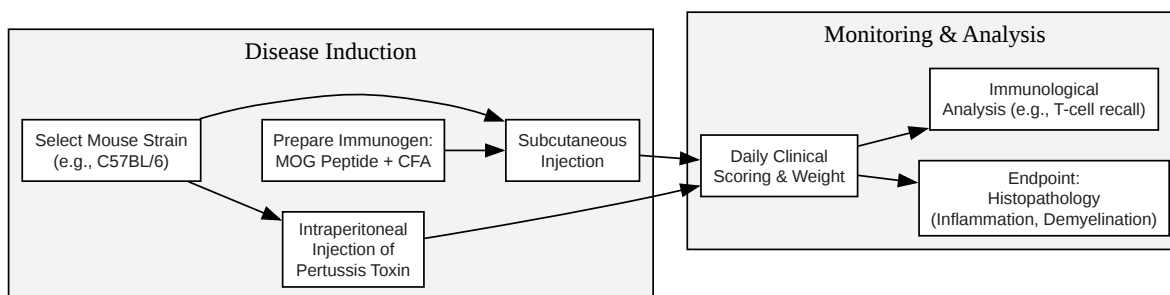 Disease Induction
Select Mouse Strain
(e.g., C57BL/6)
Prepare Immunogen:
MOG Peptide + CFA
Subcutaneous
Injection
Intraperitoneal
Injection of
Pertussis Toxin
Monitoring & Analysis
Daily Clinical
Scoring & Weight
Immunological
Analysis (e.g., T-cell recall)
Endpoint:
Histopathology
(Inflammation, Demyelination)